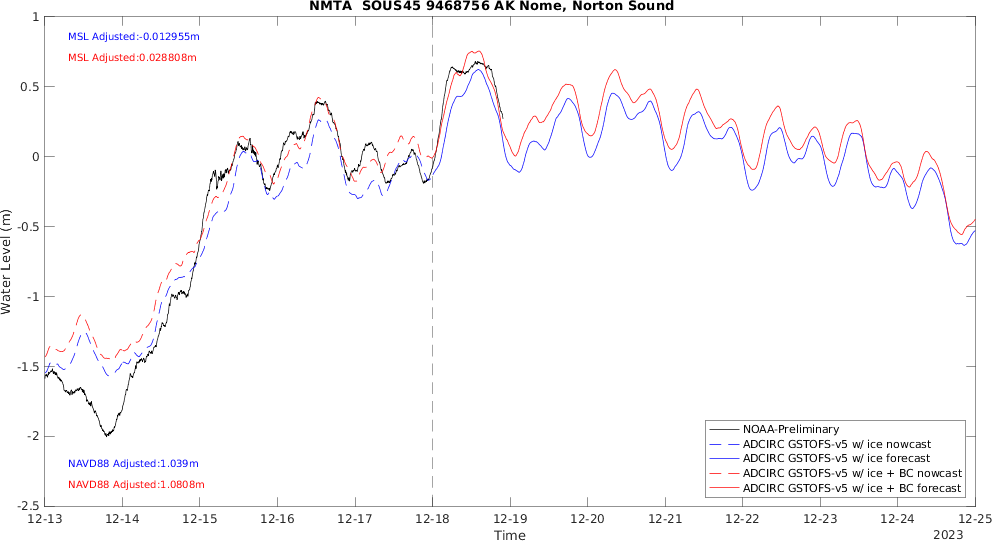 NMTA  SOUS45 9468756 AK Nome, Norton Sound
MSL Adjusted:-0.012955m
MSL Adjusted:0.028808m
NAVD88 Adjusted:1.039m
NAVD88 Adjusted:1.0808m
Water Level (m)
1
0.5
0
-0.5
-1
-1.5
-2
-2.5
NOAA-Preliminary
ADCIRC GSTOFS-v5 w/ ice nowcast
ADCIRC GSTOFS-v5 w/ ice forecast
ADCIRC GSTOFS-v5 w/ ice + BC nowcast
ADCIRC GSTOFS-v5 w/ ice + BC forecast
12-13 12-14 12-15 12-16 12-17 12-18 12-19 12-20 12-21 12-22 12-23 12-24 12-25
Time
2023